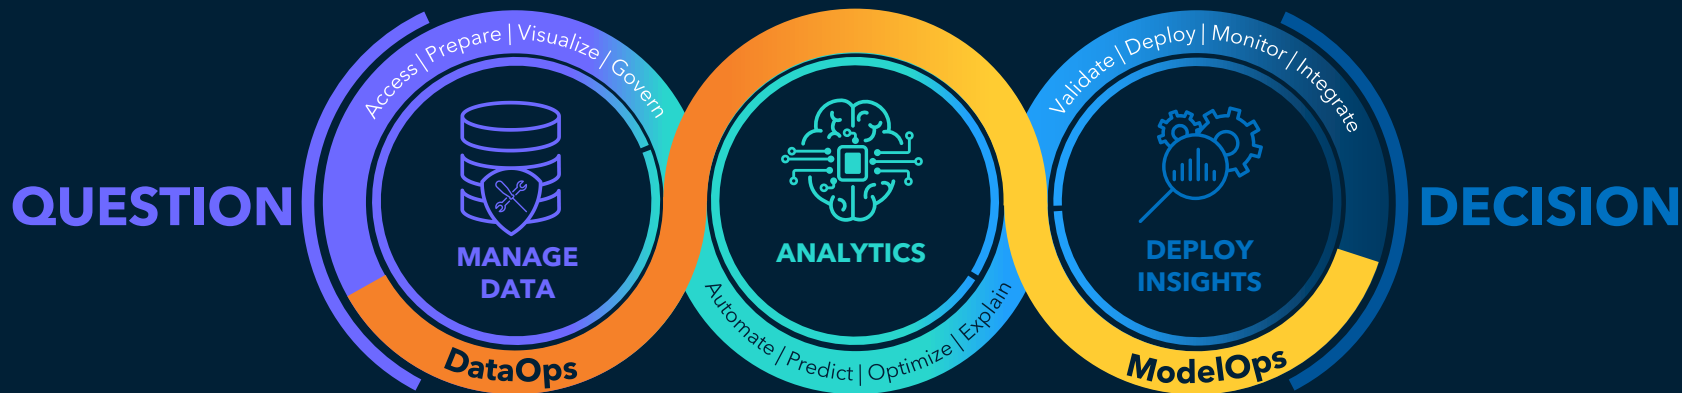 QUESTION
Access | Prepare | Visualize | Govern
MANAGE
DATA
DataOps
ANALYTICS
Automate | Predict | Optimize | Explain
Validate | Deploy | Monitor | Integrate
DEPLOY
INSIGHTS
ModelOps
DECISION